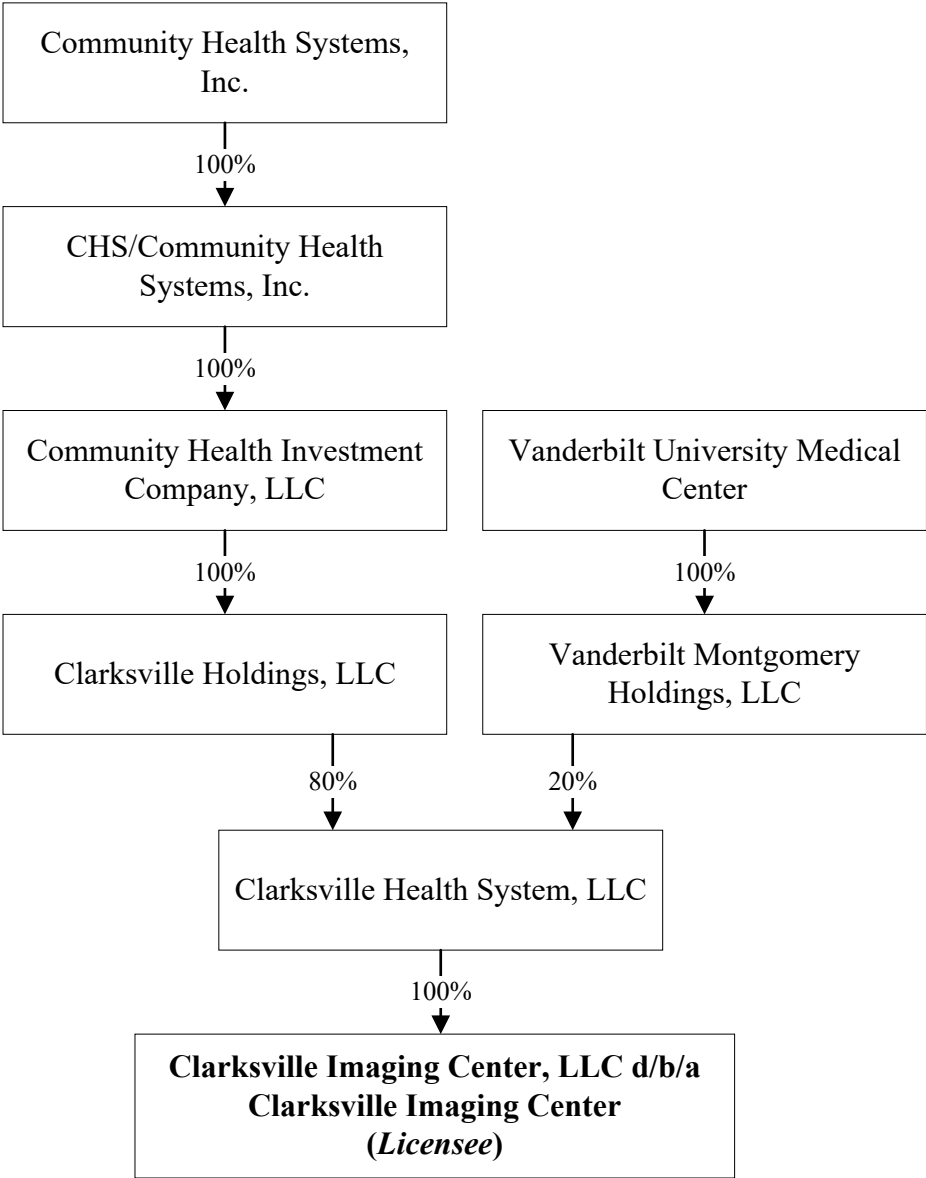 Community Health Systems,
Inc.
100%
CHS/Community Health
Systems, Inc.
100%
Community Health Investment
Company, LLC
Vanderbilt University Medical
Center
100%
100%
Clarksville Holdings, LLC
Vanderbilt Montgomery
Holdings, LLC
80%
20%
Clarksville Health System, LLC
100%
Clarksville Imaging Center, LLC d/b/a
Clarksville Imaging Center
(Licensee)